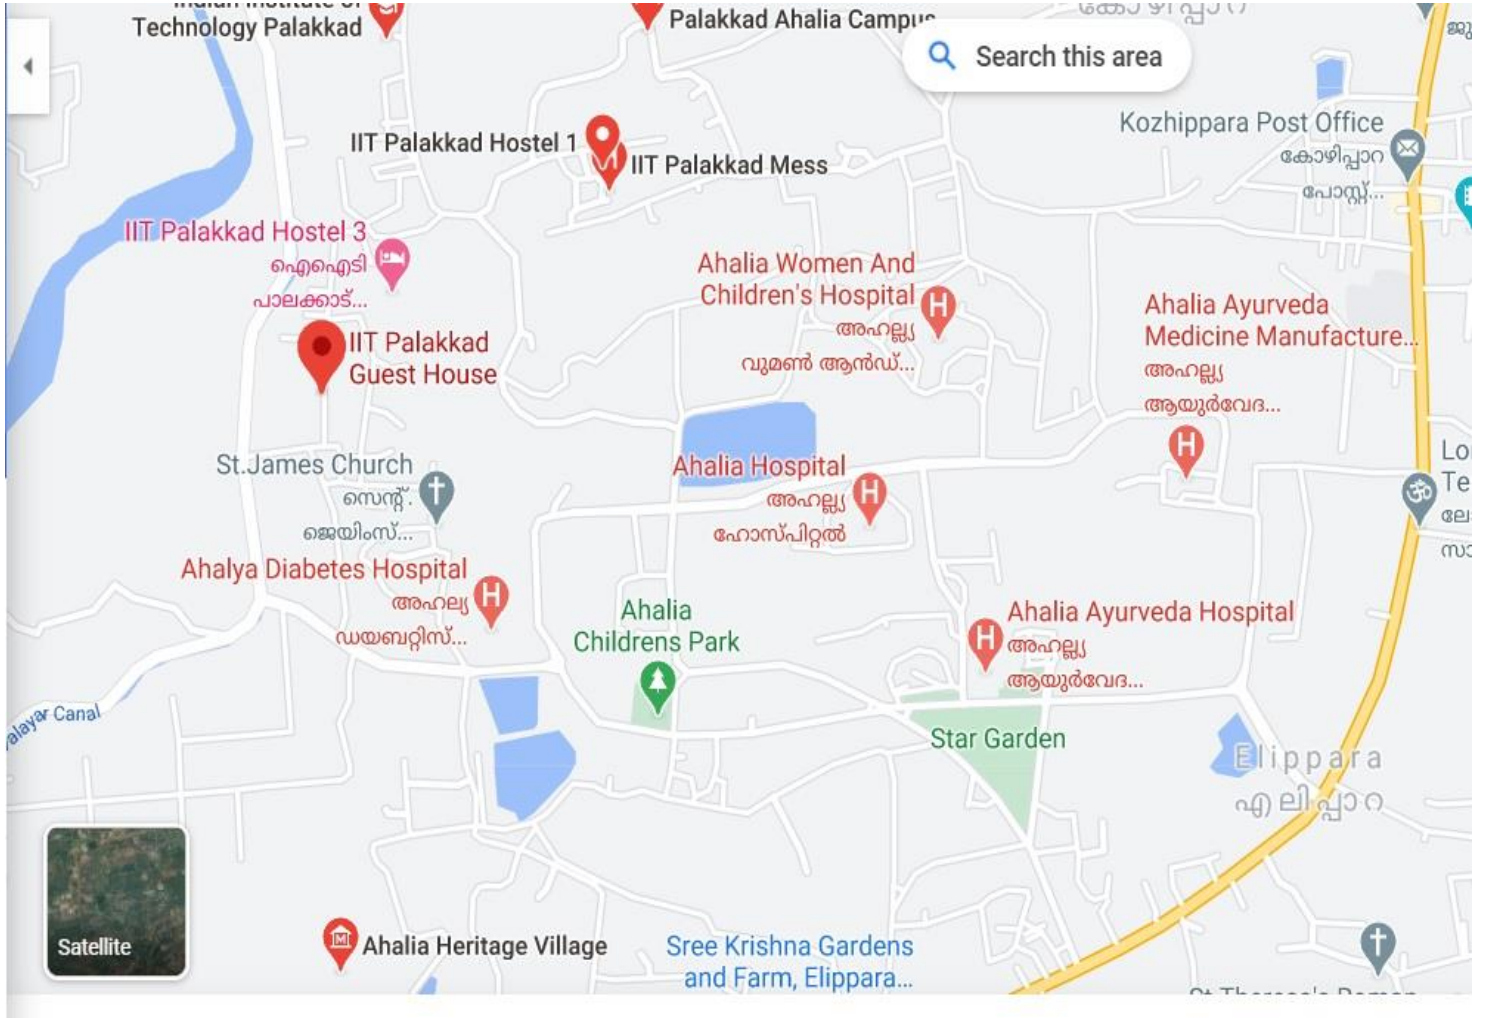 Technology Palakkad
Palakkad Ahalia Campus
Search this area
കോഴിപ്പാറ
IIT Palakkad Hostel 1
IIT Palakkad Mess
Kozhippara Post Office
കോഴിപ്പാറ
പോസ്റ്റ്...
IIT Palakkad Hostel 3
ഐഐടി
പാലക്കാട്...
Ahalia Women And
Children's Hospital
അഹല്ല്യ
വുമൺ ആൻഡ്...
Ahalia Ayurveda
Medicine Manufacture...
അഹല്ല്യ
ആയുർവേദ...
IIT Palakkad
Guest House
St.James Church
സെന്റ്.
ജെയിംസ്...
Ahalia Hospital
അഹല്ല്യ
ഹോസ്പിറ്റൽ
Ahalya Diabetes Hospital
അഹല്യ
ഡയബറ്റിസ്...
Ahalia
Childrens Park
Ahalia Ayurveda Hospital
അഹല്ല്യ
ആയുർവേദ...
Star Garden
Canal
Elippara
എലിപ്പാറ
Satellite
Ahalia Heritage Village
Sree Krishna Gardens
and Farm, Elippara...